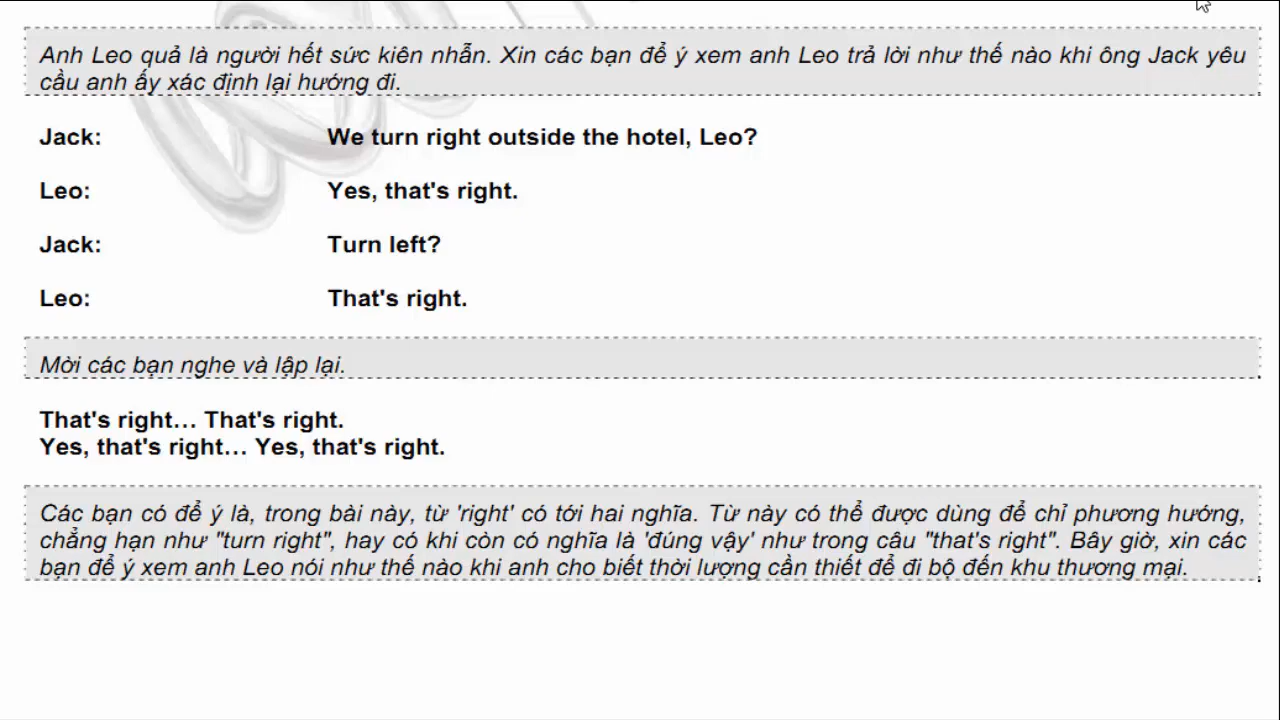 Anh Leo quả là người hết sức kiên nhẫn. Xin các bạn để ý xem anh Leo trả lời như thế nào khi ông Jack yêu
cầu anh ấy xác định lại hướng đi.
Jack: We turn right outside the hotel, Leo?
Leo: Yes, that's right.
Jack: Turn left?
Leo: That's right.
Mời các bạn nghe và lập lại.
That's right… That's right.
Yes, that's right… Yes, that's right.
Các bạn có để ý là, trong bài này, từ 'right' có tới hai nghĩa. Từ này có thể được dùng để chỉ phương hướng,
chẳng hạn như "turn right", hay có khi còn có nghĩa là 'đúng vậy' như trong câu "that's right". Bây giờ, xin các
bạn để ý xem anh Leo nói như thế nào khi anh cho biết thời lượng cần thiết để đi bộ đến khu thương mại.